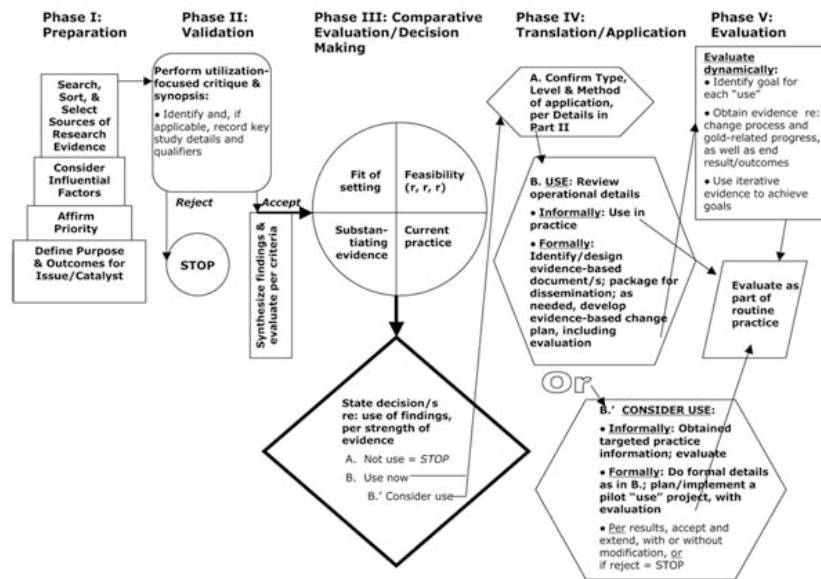 Phase I:
Preparation
Phase II:
Validation
Phase III: Comparative
Evaluation/Decision
Making
Phase IV:
Translation/Application
Phase V:
Evaluation
Search,
Sort, &
Select
Sources of
Research
Evidence
Consider
Influential
Factors
Affirm
Priority
Define Purpose
& Outcomes for
Issue/Catalyst
Perform utilization-
focused critique &
synopsis:
• Identify and, if
applicable, record key
study details and
qualifiers
Reject
Accept
STOP
Synthesize findings &
evaluate per criteria
Fit of
setting
Feasibility
(r, r, r)
Substan-
tiating
evidence
Current
practice
State decision/s
re: use of findings,
per strength of
evidence
A. Not use = STOP
B. Use now
B.' Consider use
A. Confirm Type,
Level & Method
of application,
per Details in
Part II
B. USE: Review
operational details
• Informally: Use in
practice
• Formally:
Identify/design
evidence-based
document/s; package for
dissemination; as
needed, develop
evidence-based change
plan, including
evaluation
Or
B.' CONSIDER USE:
• Informally: Obtained
targeted practice
information; evaluate
• Formally: Do formal details
as in B.; plan/implement a
pilot “use” project, with
evaluation
• Per results, accept and
extend, with or without
modification, or
if reject = STOP
Evaluate
dynamically:
• Identify goal for
each “use”
• Obtain evidence re:
change process and
gold-related progress,
as well as end
result/outcomes
• Use iterative
evidence to achieve
goals
Evaluate as
part of
routine
practice